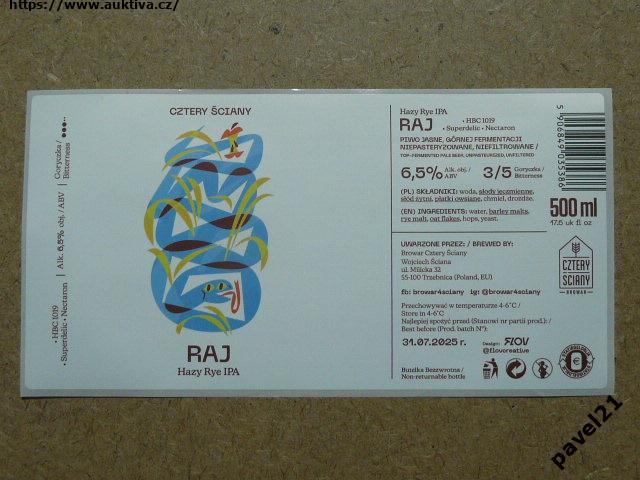 https://www.auktiva.cz/
Goryczka / Bitterness
Alk. 6,5% obj. / ABV
• HBC 1019
• Superdelic • Nectaron
CZTERY ŚCIANY
RAJ
Hazy Rye IPA
Hazy Rye IPA
RAJ
• HBC 1019
• Superdelic • Nectaron
PIWO JASNE, GÓRNEJ FERMENTACJI
NIEPASTERYZOWANE, NIEFILTROWANE /
TOP-FERMENTED PALE BEER, UNPASTEURIZED, UNFILTERED
6,5% Alk. obj. / ABV 3/5 Goryczka / Bitterness
(PL) SKŁADNIKI: woda, słody jęczmienne,
słód żytni, płatki owsiane, chmiel, drożdże.
(EN) INGREDIENTS: water, barley malts,
rye malt, oat flakes, hops, yeast.
5 906849 035386
500 ml
17.6 uk fl oz
UWARZONE PRZEZ: / BREWED BY:
Browar Cztery Ściany
Wojciech Ściana
ul. Milicka 32
55-100 Trzebnica (Poland, EU)
fb: browar4sciany ig: @browar4sciany
CZTERY
ŚCIANY
BROWAR
Przechowywać w temperaturze 4-6°C /
Store in 4-6°C
Najlepiej spożyć przed (Stanowi nr partii prod.): /
Best before (Prod. batch N°):
31.07.2025 r.
Design:
@flovcreative
Butelka Bezzwrotna /
Non-returnable bottle
pavel21